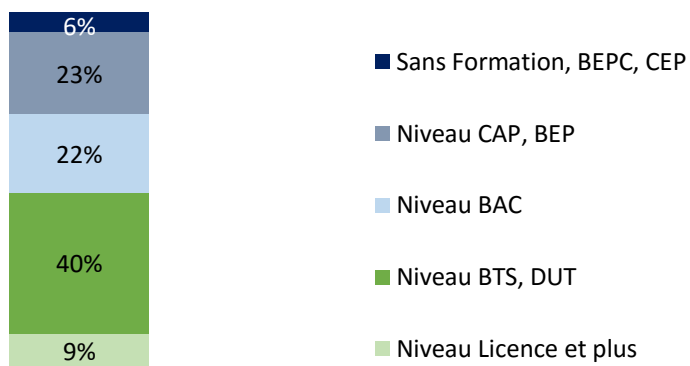 6%
23%
22%
40%
9%
Sans Formation, BEPC, CEP
Niveau CAP, BEP
Niveau BAC
Niveau BTS, DUT
Niveau Licence et plus